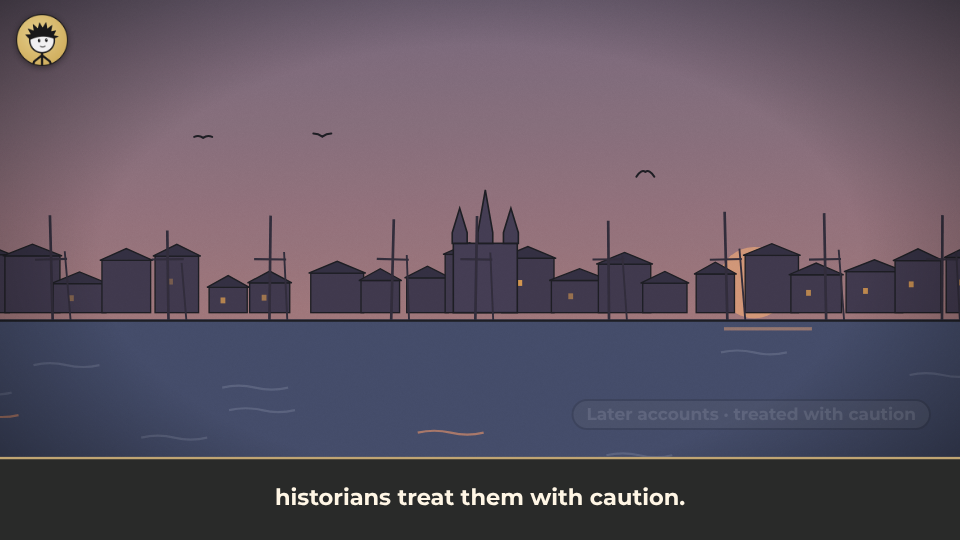 Later accounts · treated with caution
historians treat them with caution.